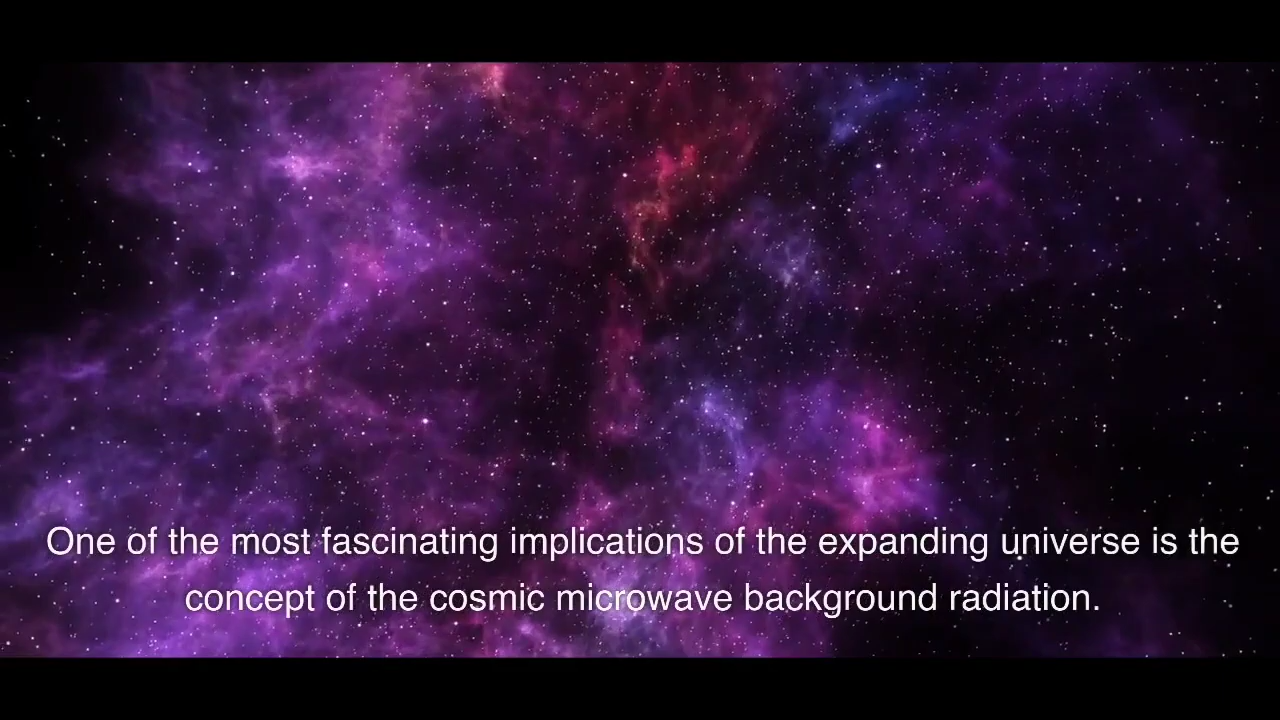 One of the most fascinating implications of the expanding universe is the
concept of the cosmic microwave background radiation.